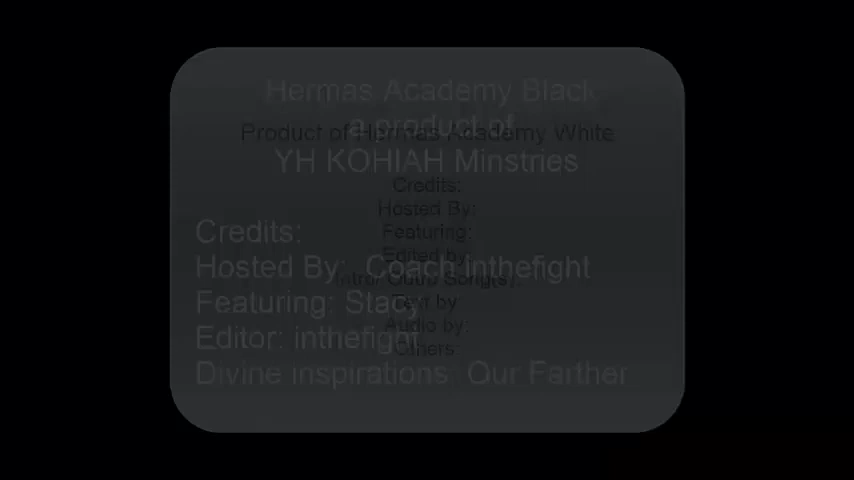 Hermas Academy Black
a product of
Product of Hermas Academy White
YH KOHIAH Minstries
Credits:
Hosted By:
Featuring:
Edited by:
Intro/ Outro Song(s):
Text by:
Audio by:
Others:
Credits:
Hosted By: Coach inthefight
Featuring: Stacy
Editor: inthefight
Divine inspirations: Our Farther